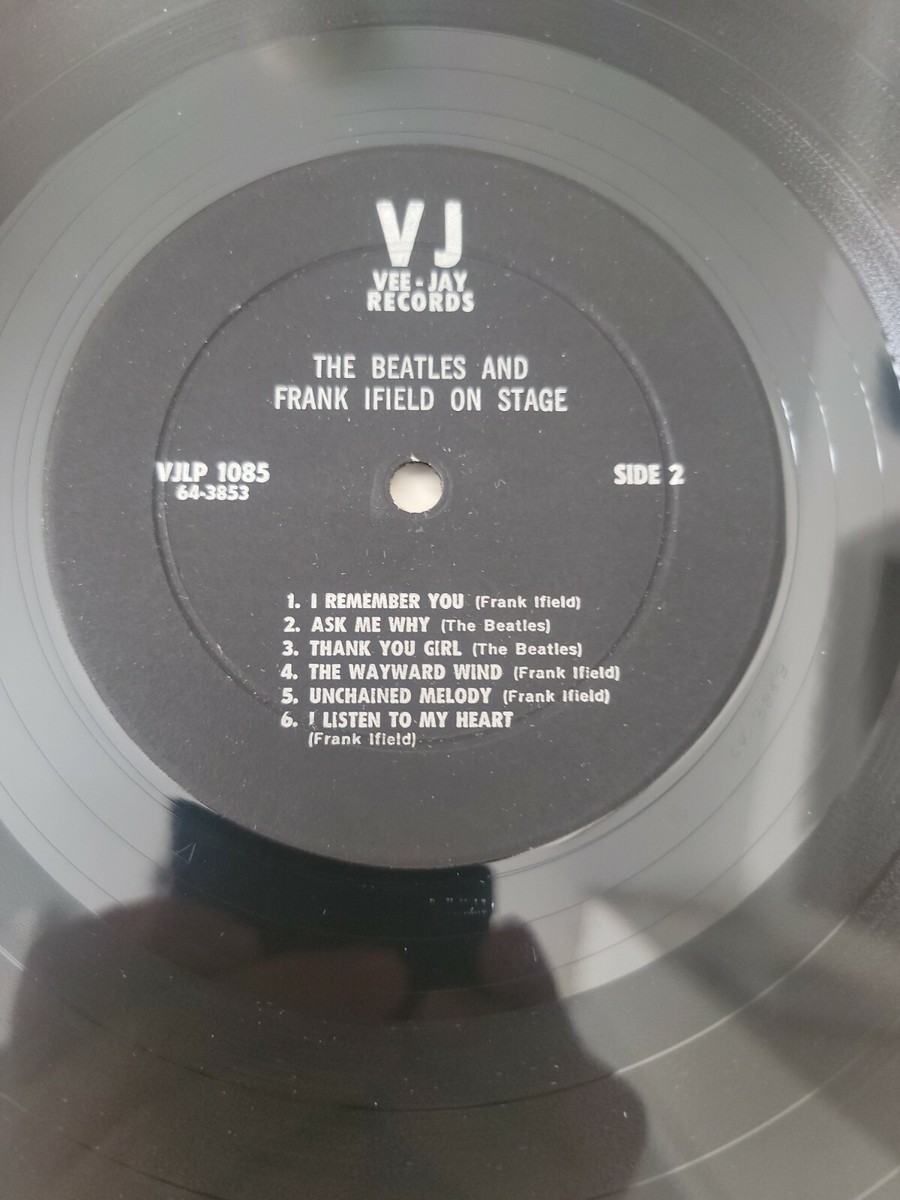 VJ
VEE-JAY
RECORDS
THE BEATLES AND
FRANK IFIELD ON STAGE
VJLP 1085
64-3853
SIDE 2
1. I REMEMBER YOU (Frank Ifield)
2. ASK ME WHY (The Beatles)
3. THANK YOU GIRL (The Beatles)
4. THE WAYWARD WIND (Frank Ifield)
5. UNCHAINED MELODY (Frank Ifield)
6. I LISTEN TO MY HEART
(Frank Ifield)